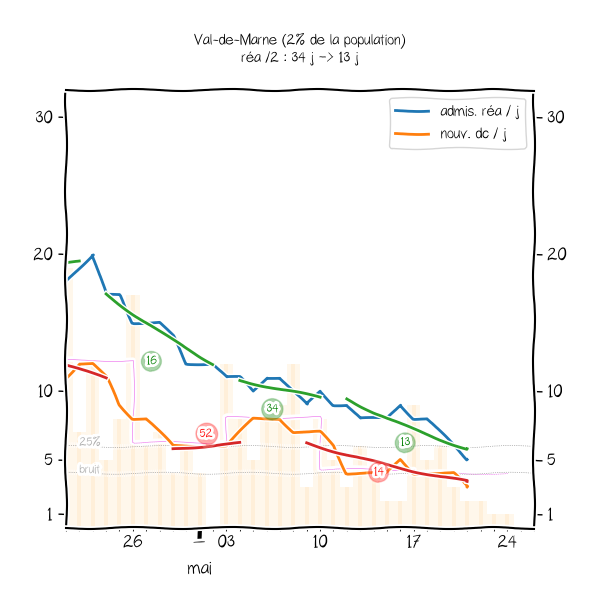 Val-de-Marne (2% de la population)
réa /2 : 34 j -> 13 j
admis. réa / j
nouv. dc / j
30 30
20 20
10 10
5 5
1 1
16
34
52
13
14
25%
bruit
26 03 10 17 24
mai